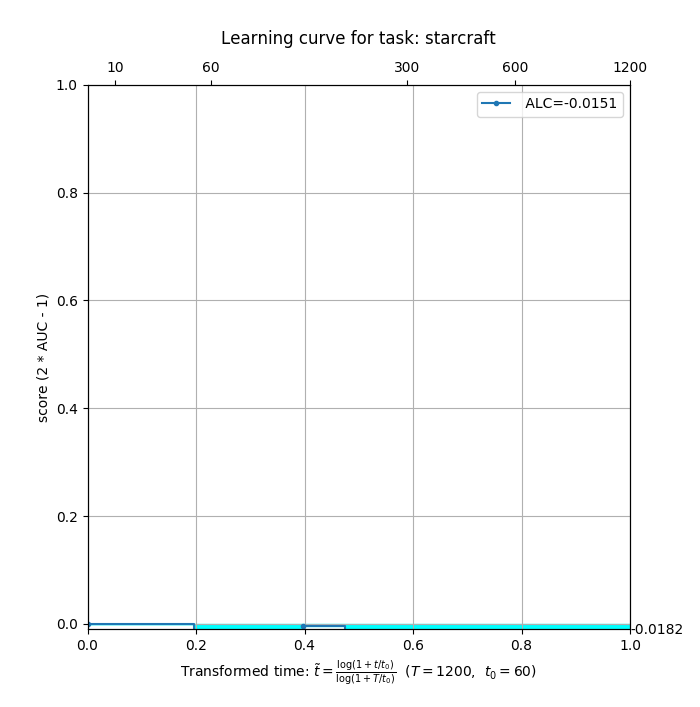 Learning curve for task: starcraft
10 60 300 600 1200
ALC=-0.0151
1.0
0.8
0.6
0.4
0.2
0.0
score (2 * AUC - 1)
-0.0182
0.0 0.2 0.4 0.6 0.8 1.0
Transformed time: t̃ = log(1 + t/t₀) / log(1 + T/t₀) (T = 1200, t₀ = 60)